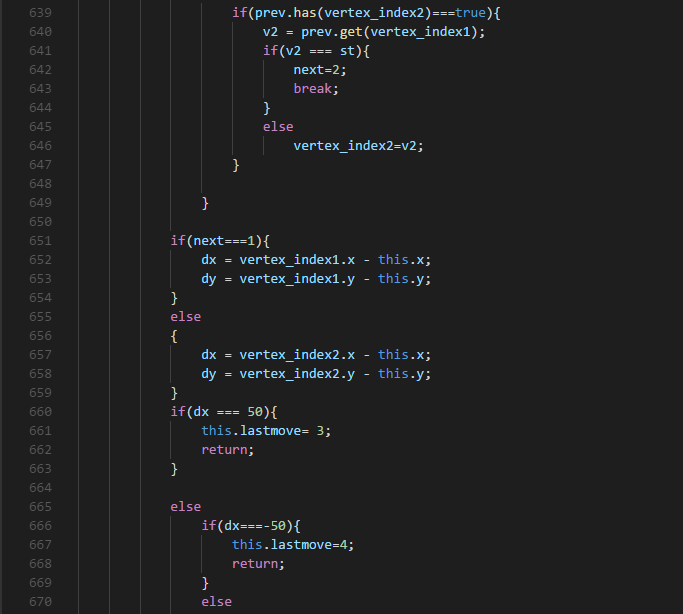 639 if(prev.has(vertex_index2)===true){
640 v2 = prev.get(vertex_index1);
641 if(v2 === st){
642 next=2;
643 break;
644 }
645 else
646 vertex_index2=v2;
647 }
648
649 }
650
651 if(next===1){
652 dx = vertex_index1.x - this.x;
653 dy = vertex_index1.y - this.y;
654 }
655 else
656 {
657 dx = vertex_index2.x - this.x;
658 dy = vertex_index2.y - this.y;
659 }
660 if(dx === 50){
661 this.lastmove= 3;
662 return;
663 }
664
665 else
666 if(dx===-50){
667 this.lastmove=4;
668 return;
669 }
670 else